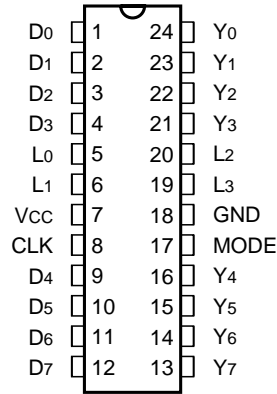 D0 1 24 Y0
D1 2 23 Y1
D2 3 22 Y2
D3 4 21 Y3
L0 5 20 L2
L1 6 19 L3
VCC 7 18 GND
CLK 8 17 MODE
D4 9 16 Y4
D5 10 15 Y5
D6 11 14 Y6
D7 12 13 Y7